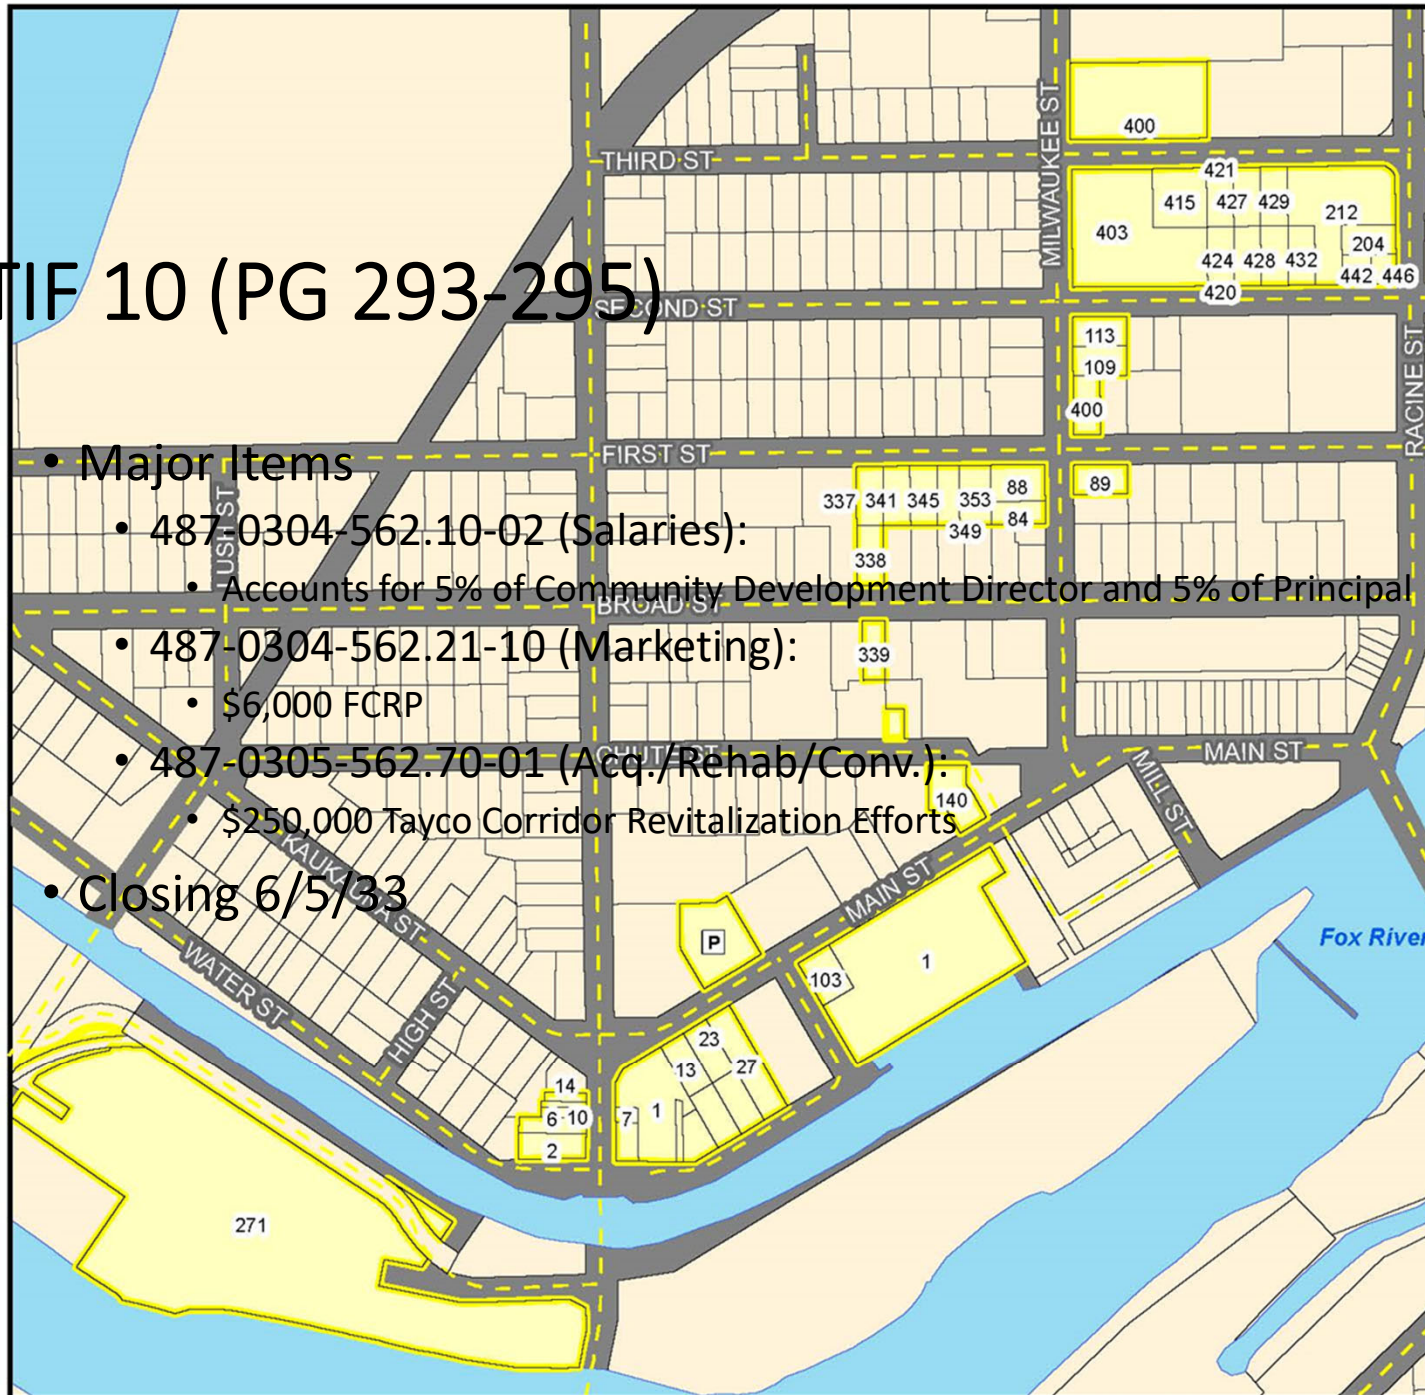 TIF 10 (PG 293-295)
• Major Items
• 487-0304-562.10-02 (Salaries):
• Accounts for 5% of Community Development Director and 5% of Principal
• 487-0304-562.21-10 (Marketing):
• $6,000 FCRP
• 487-0305-562.70-01 (Acq./Rehab/Conv.):
• $250,000 Tayco Corridor Revitalization Efforts
• Closing 6/5/33
MILWAUKEE ST
400
THIRD ST
421
415 427 429
212
403
204
424 428 432
442 446
420
SECOND ST
RACINE ST
113
109
400
FIRST ST
89
88
337 341 345 353
84
349
338
LUSH ST
BROAD ST
339
CHUTE ST
MAIN ST
MILL ST
140
KAUKAUNA ST
MAIN ST
P
1
103
Fox River
WATER ST
HIGH ST
23
13
27
14
6 10
7
1
2
271